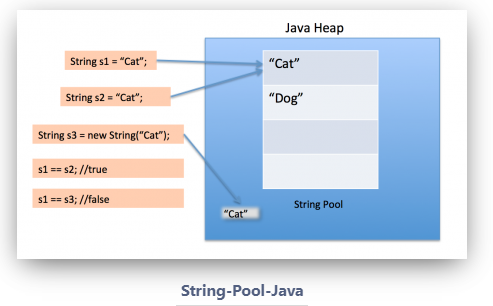 Java Heap
String s1 = “Cat”;
“Cat”
String s2 = “Cat”;
“Dog”
String s3 = new String(“Cat”);
s1 == s2; //true
s1 == s3; //false
“Cat”
String Pool
String-Pool-Java